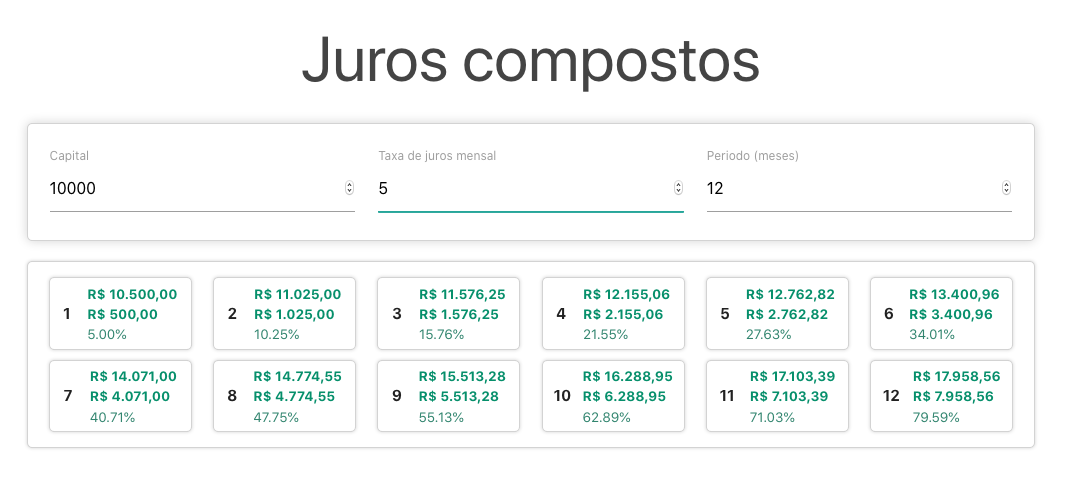 Juros compostos
Capital
Taxa de juros mensal
Periodo (meses)
10000
5
12
1
R$ 10.500,00
R$ 500,00
5.00%
2
R$ 11.025,00
R$ 1.025,00
10.25%
3
R$ 11.576,25
R$ 1.576,25
15.76%
4
R$ 12.155,06
R$ 2.155,06
21.55%
5
R$ 12.762,82
R$ 2.762,82
27.63%
6
R$ 13.400,96
R$ 3.400,96
34.01%
7
R$ 14.071,00
R$ 4.071,00
40.71%
8
R$ 14.774,55
R$ 4.774,55
47.75%
9
R$ 15.513,28
R$ 5.513,28
55.13%
10
R$ 16.288,95
R$ 6.288,95
62.89%
11
R$ 17.103,39
R$ 7.103,39
71.03%
12
R$ 17.958,56
R$ 7.958,56
79.59%